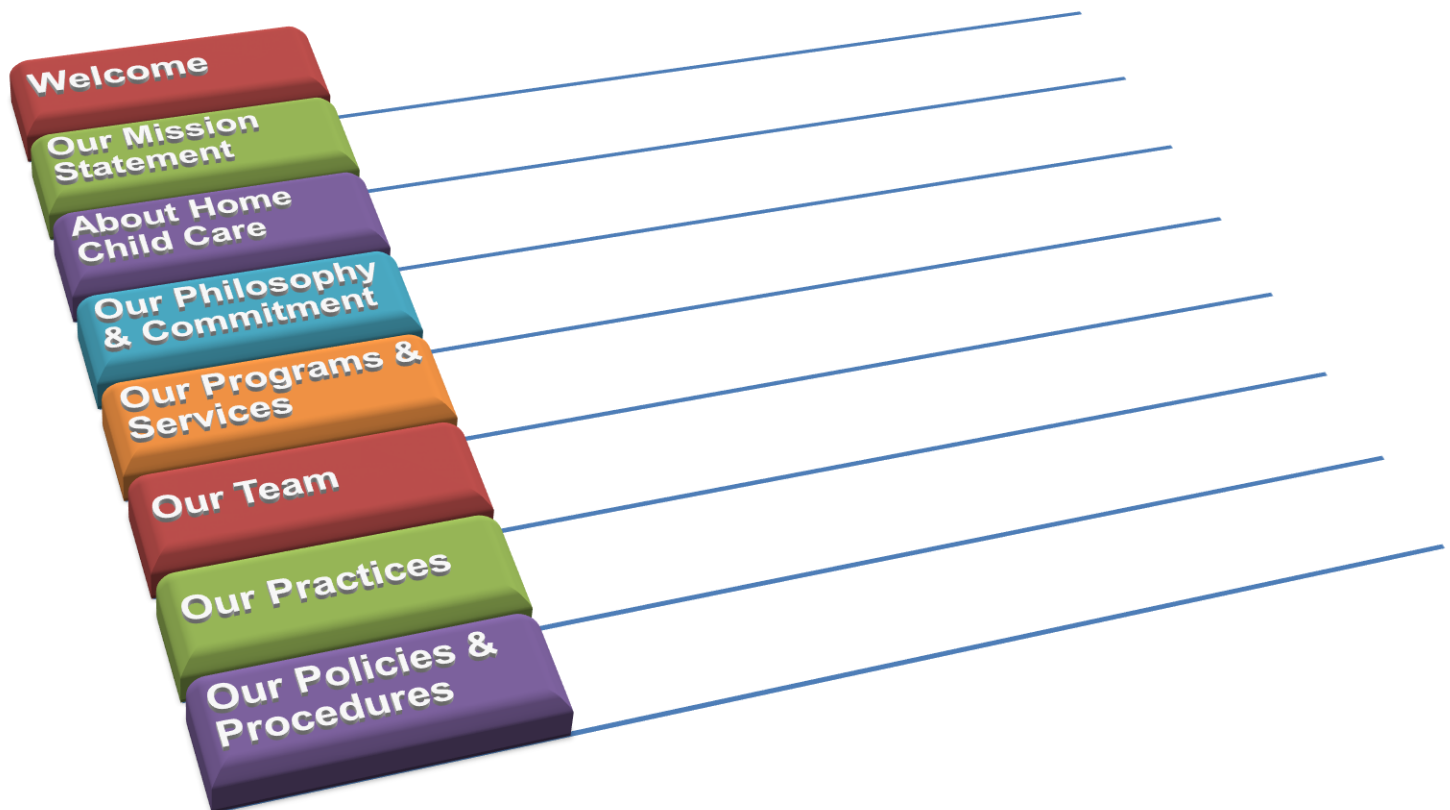 Welcome
Our Mission
Statement
About Home
Child Care
Our Philosophy
& Commitment
Our Programs &
Services
Our Team
Our Practices
Our Policies &
Procedures